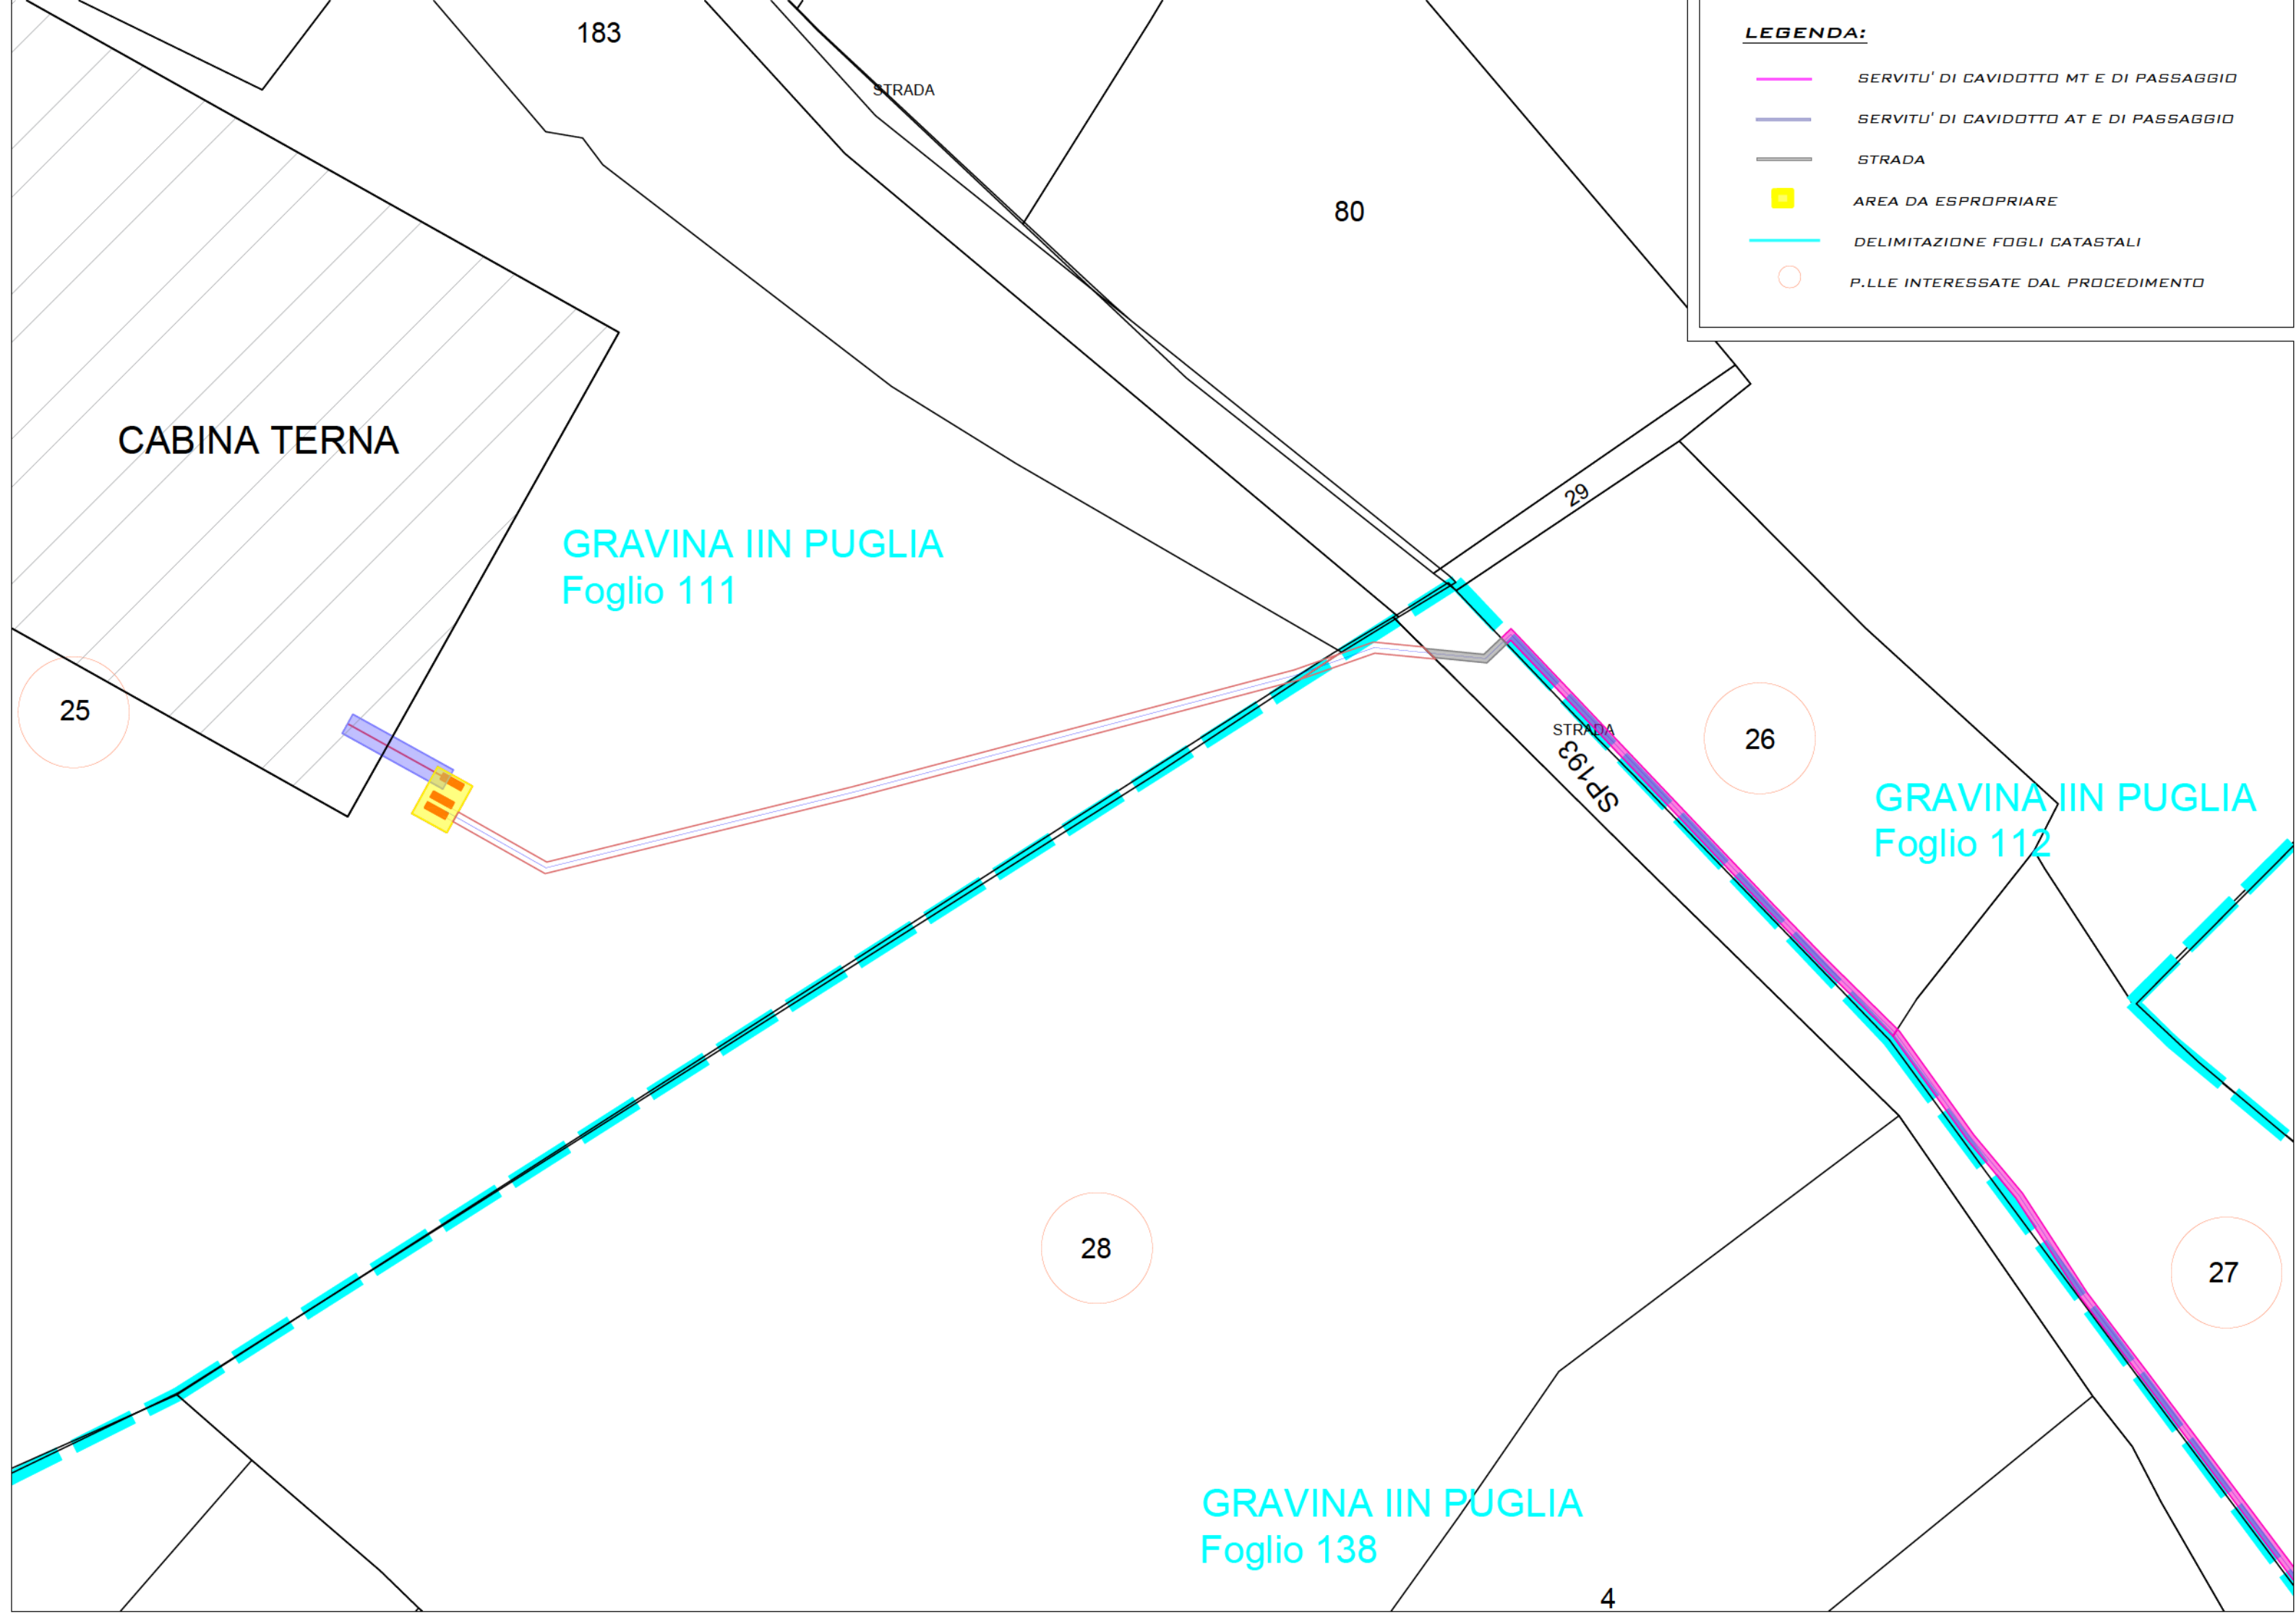 183
STRADA
LEGENDA:
SERVITU' DI CAVIDOTTO MT E DI PASSAGGIO
SERVITU' DI CAVIDOTTO AT E DI PASSAGGIO
STRADA
AREA DA ESPROPRIARE
DELIMITAZIONE FOGLI CATASTALI
P.LLE INTERESSATE DAL PROCEDIMENTO
80
CABINA TERNA
29
GRAVINA IIN PUGLIA
Foglio 111
25
STRADA
SP193
26
GRAVINA IIN PUGLIA
Foglio 112
28
27
GRAVINA IIN PUGLIA
Foglio 138
4